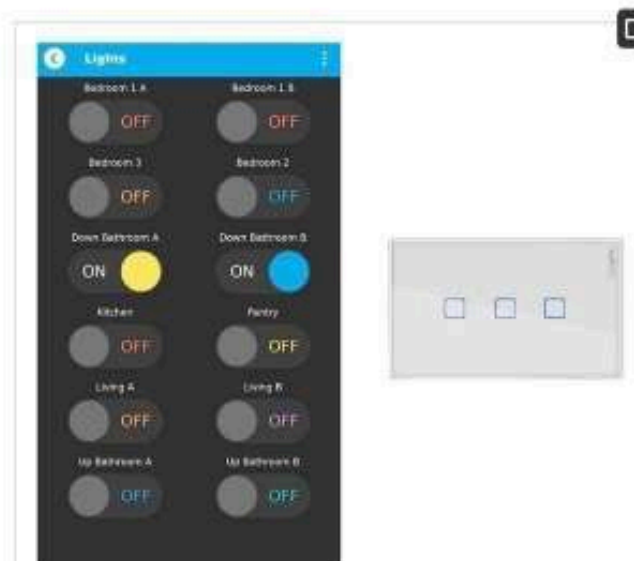 Lights
Bedroom 1 A Bedroom 1 B
OFF OFF
Bedroom 3 Bedroom 2
OFF OFF
Down Bathroom A Down Bathroom B
ON ON
Kitchen Pantry
OFF OFF
Living A Living B
OFF OFF
Up Bathroom A Up Bathroom B
OFF OFF